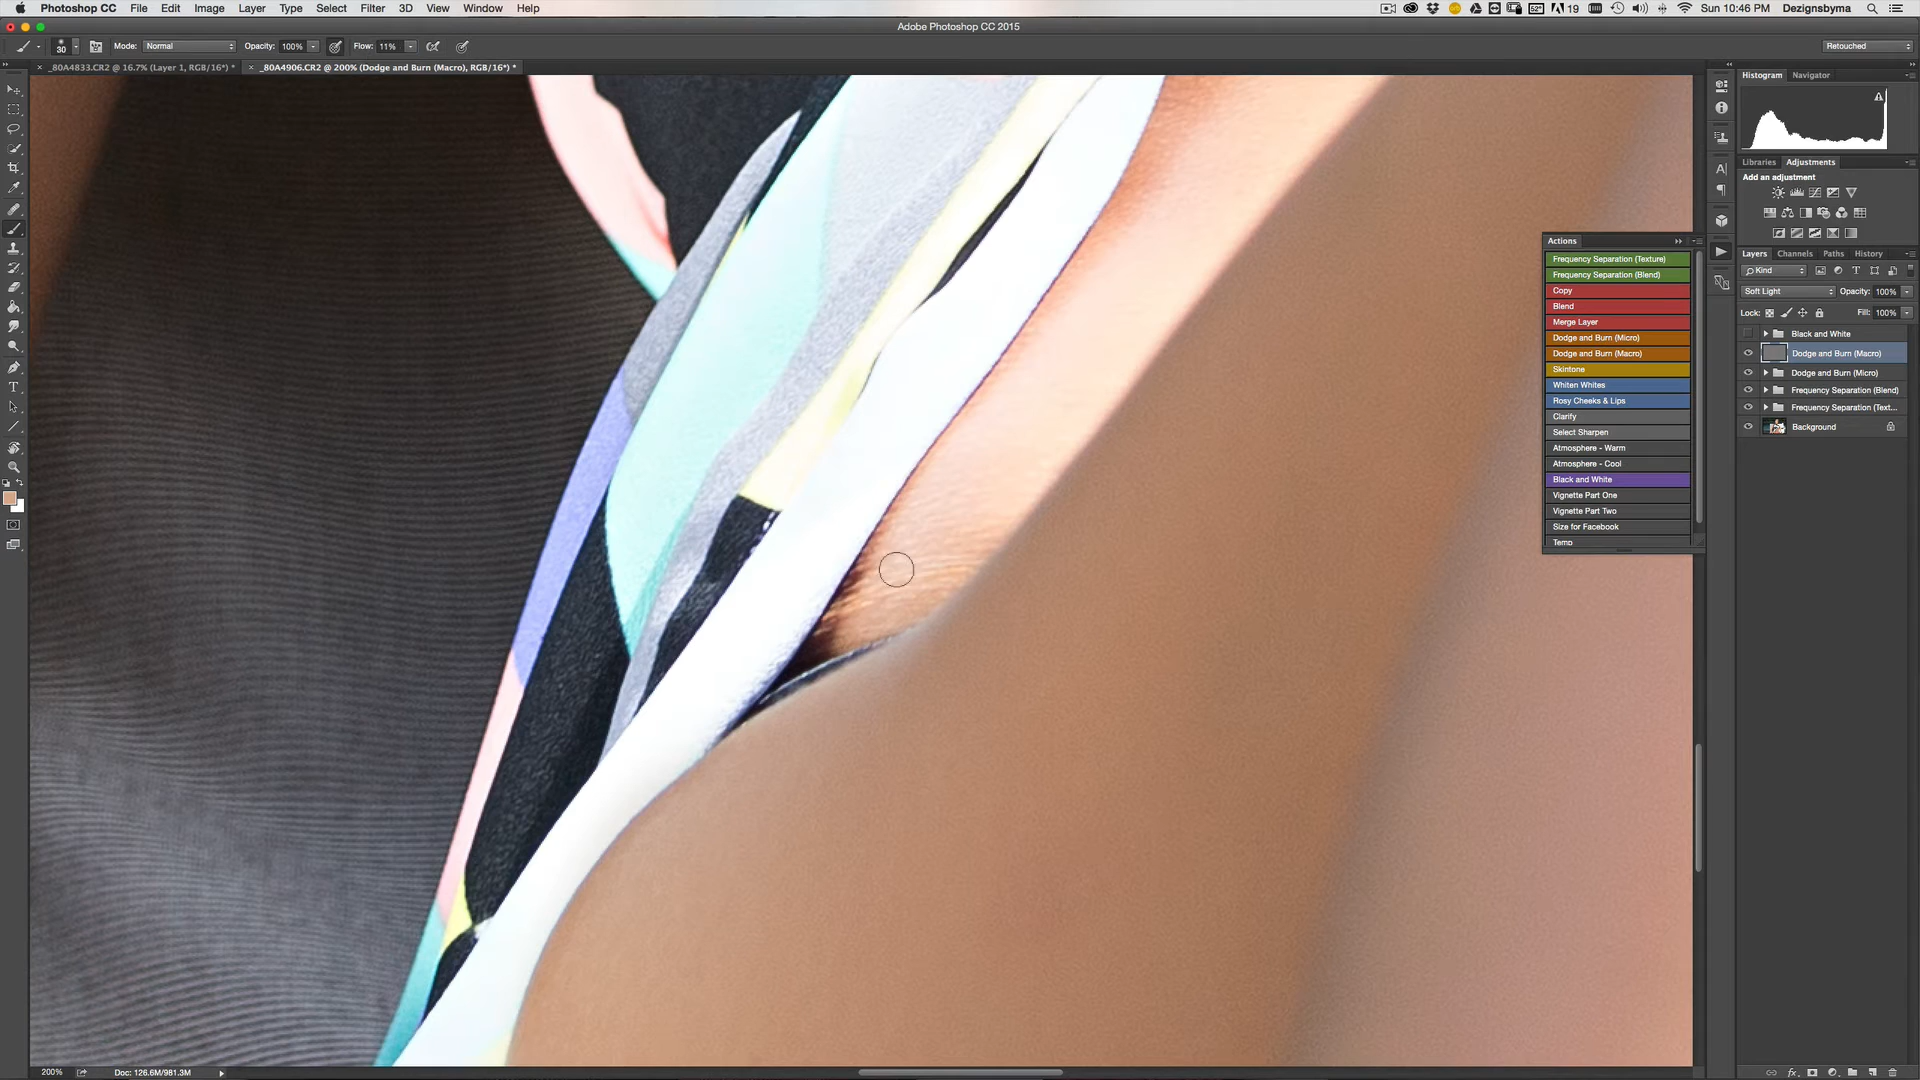 Photoshop CC File Edit Image Layer Type Select Filter 3D View Window Help
19 Sun 10:46 PM Dezignsbyma
Adobe Photoshop CC 2015
30 Mode: Normal Opacity: 100% Flow: 11% Retouched
_80A4833.CR2 @ 16.7% (Layer 1, RGB/16*) * _80A4906.CR2 @ 200% (Dodge and Burn (Macro), RGB/16*) *
Histogram Navigator
Libraries Adjustments
Add an adjustment
Actions
Frequency Separation (Texture)
Frequency Separation (Blend)
Copy
Blend
Merge Layer
Dodge and Burn (Micro)
Dodge and Burn (Macro)
Skintone
Whiten Whites
Rosy Cheeks & Lips
Clarify
Select Sharpen
Atmosphere - Warm
Atmosphere - Cool
Black and White
Vignette Part One
Vignette Part Two
Size for Facebook
Temp
Layers Channels Paths History
Kind
Soft Light Opacity: 100%
Lock: Fill: 100%
Black and White
Dodge and Burn (Macro)
Dodge and Burn (Micro)
Frequency Separation (Blend)
Frequency Separation (Text...
Background
200% Doc: 126.6M/981.3M